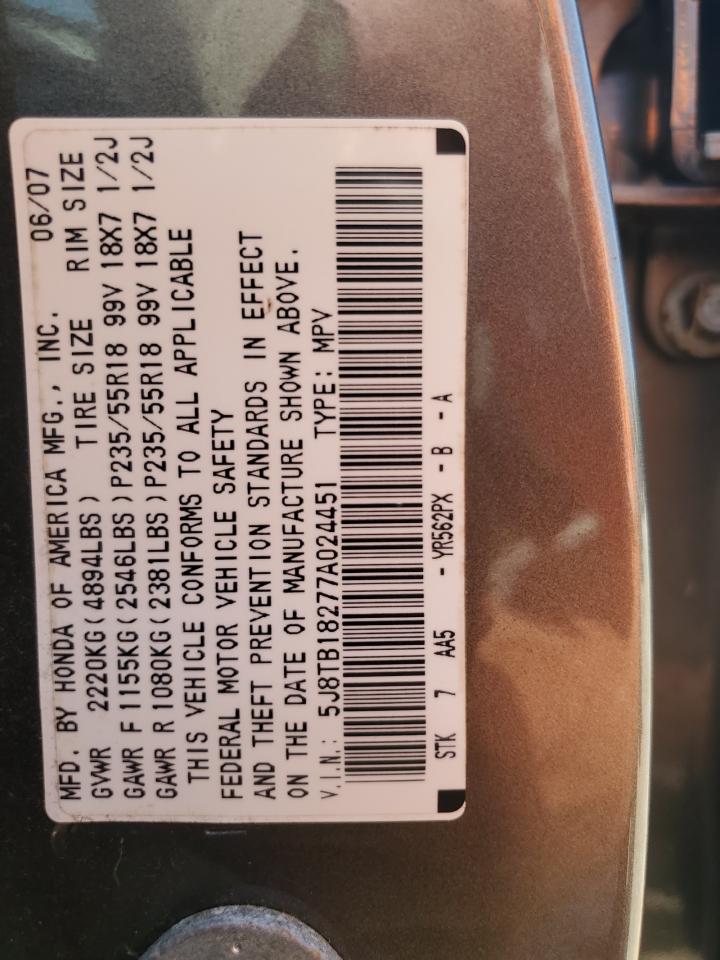 MFD. BY HONDA OF AMERICA MFG., INC. 06/07
GVWR 2220KG(4894LBS) TIRE SIZE RIM SIZE
GAWR F 1155KG(2546LBS)P235/55R18 99V 18X7 1/2J
GAWR R 1080KG(2381LBS)P235/55R18 99V 18X7 1/2J
THIS VEHICLE CONFORMS TO ALL APPLICABLE
FEDERAL MOTOR VEHICLE SAFETY
AND THEFT PREVENTION STANDARDS IN EFFECT
ON THE DATE OF MANUFACTURE SHOWN ABOVE.
V.I.N.: 5J8TB18277A024451 TYPE: MPV
STK 7 AA5 - YR562PX - B - A